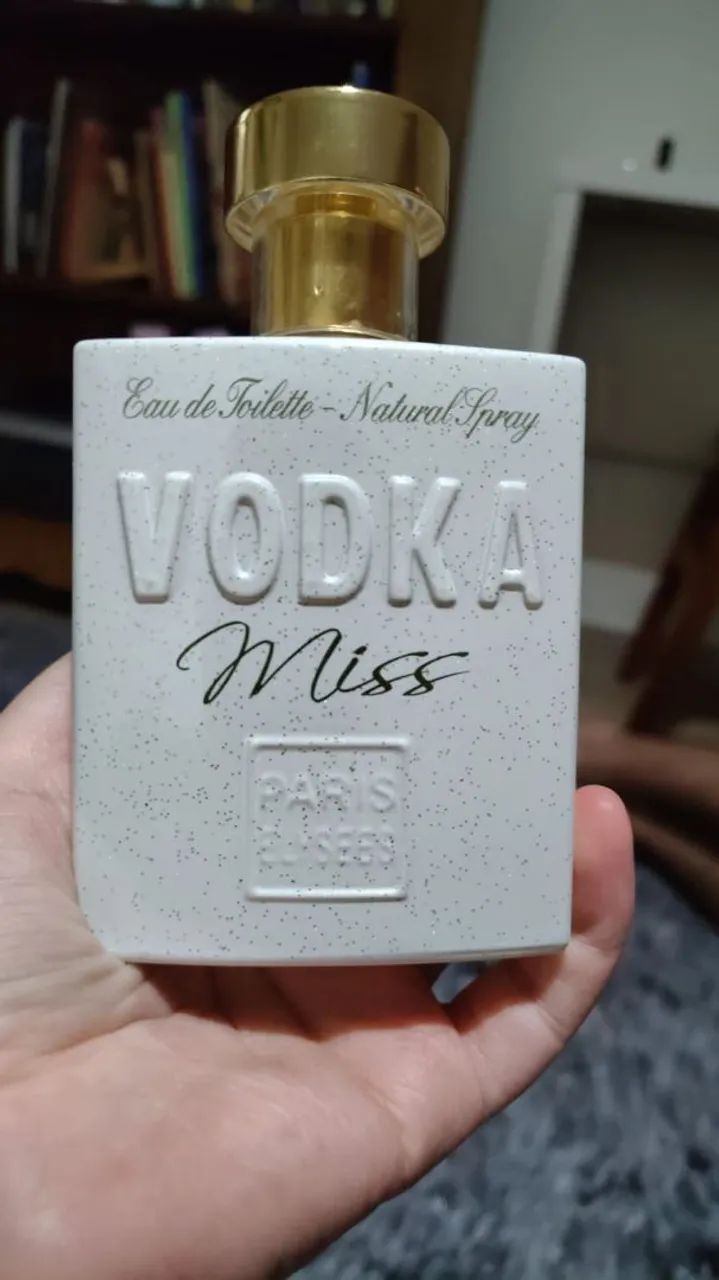 Eau de Toilette - Natural Spray
VODKA
Miss
PARIS
ELYSEES